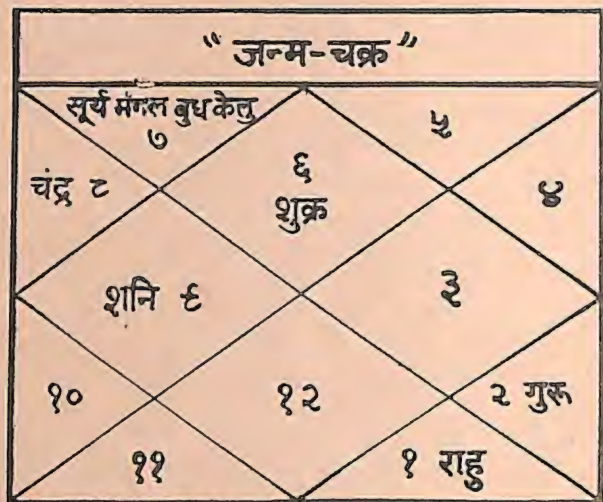 “ जन्म-चक्र ”
सूर्य मंगल बुध केतु
७
५
चंद्र ८
६
शुक्र
४
शनि ९
३
१०
१२
२ गुरू
११
१ राहु